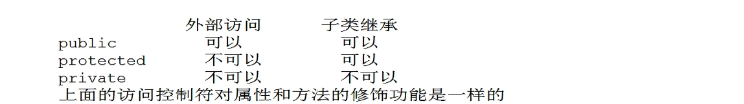 外部访问 子类继承
public 可以 可以
protected 不可以 可以
private 不可以 不可以
上面的访问控制符对属性和方法的修饰功能是一样的